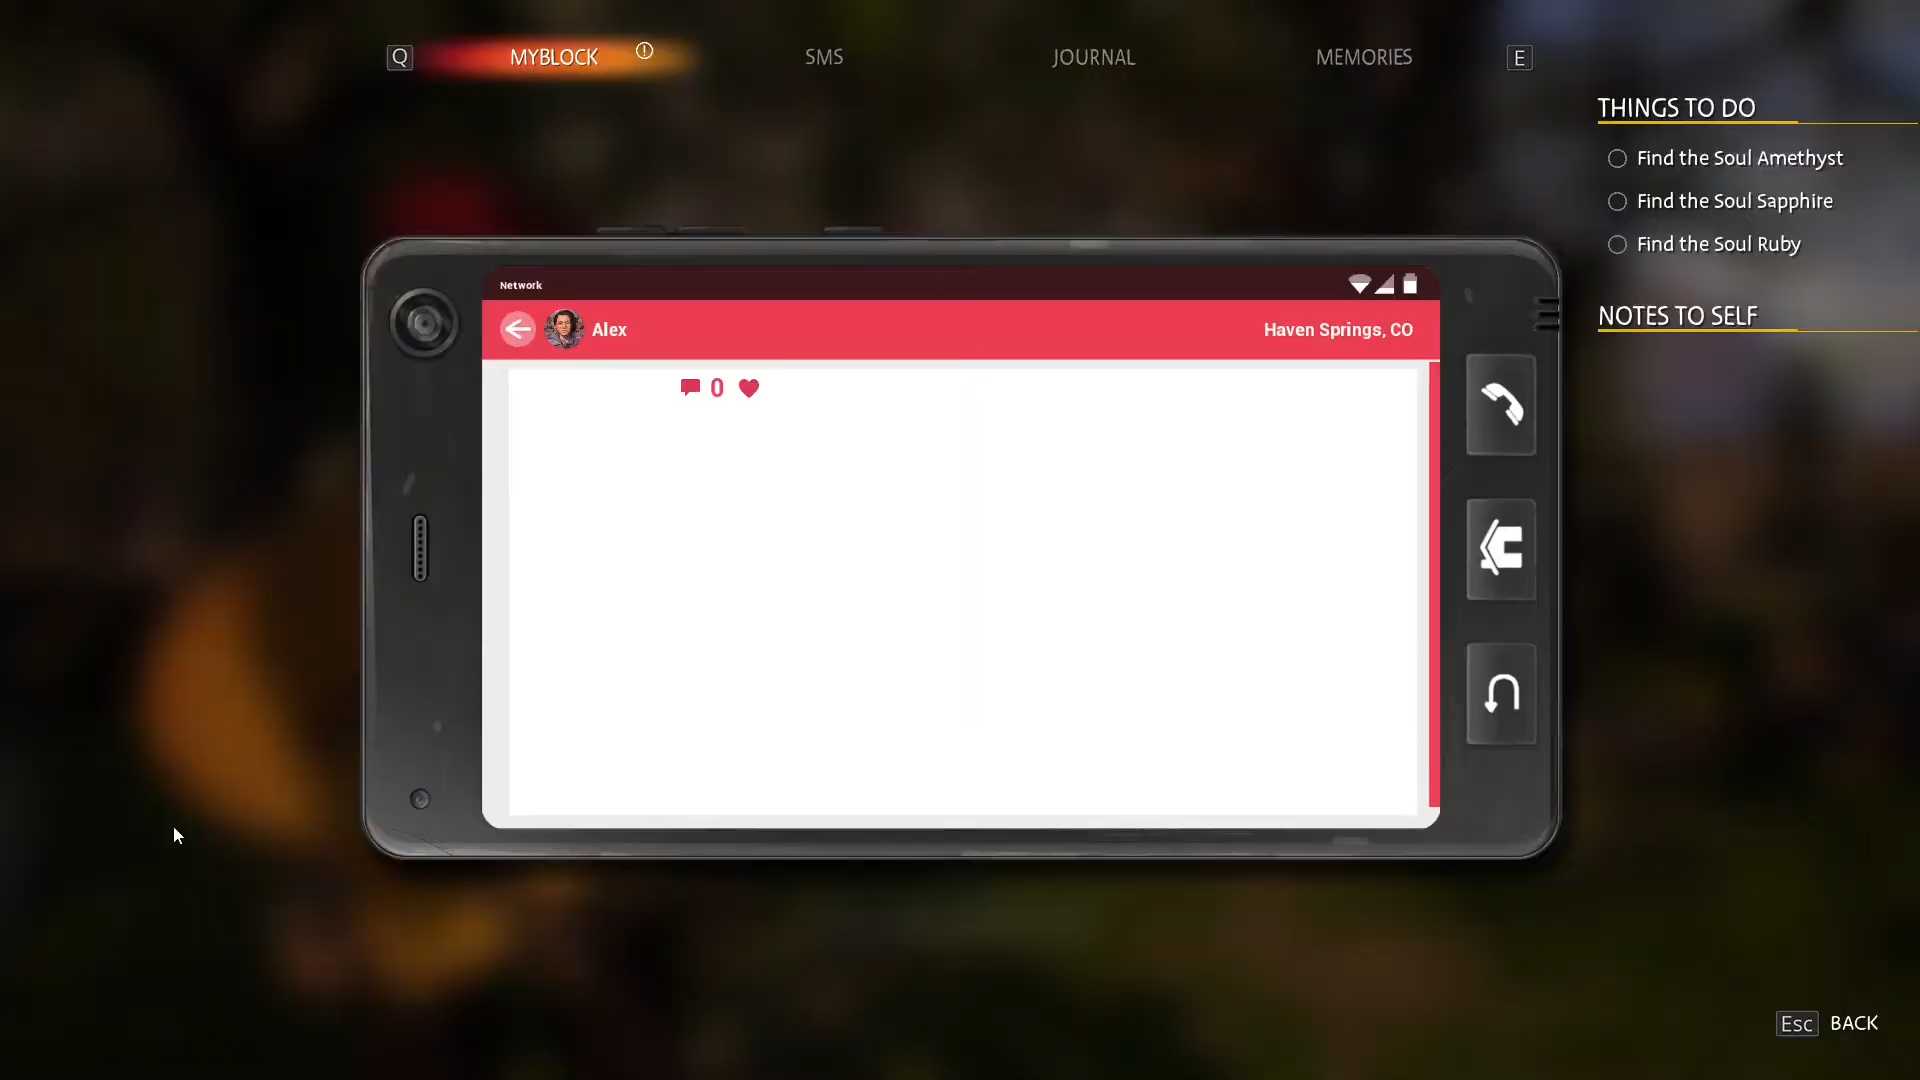 Q MYBLOCK SMS JOURNAL MEMORIES E
THINGS TO DO
Find the Soul Amethyst
Find the Soul Sapphire
Find the Soul Ruby
NOTES TO SELF
Network
Alex Haven Springs, CO
0
Esc BACK